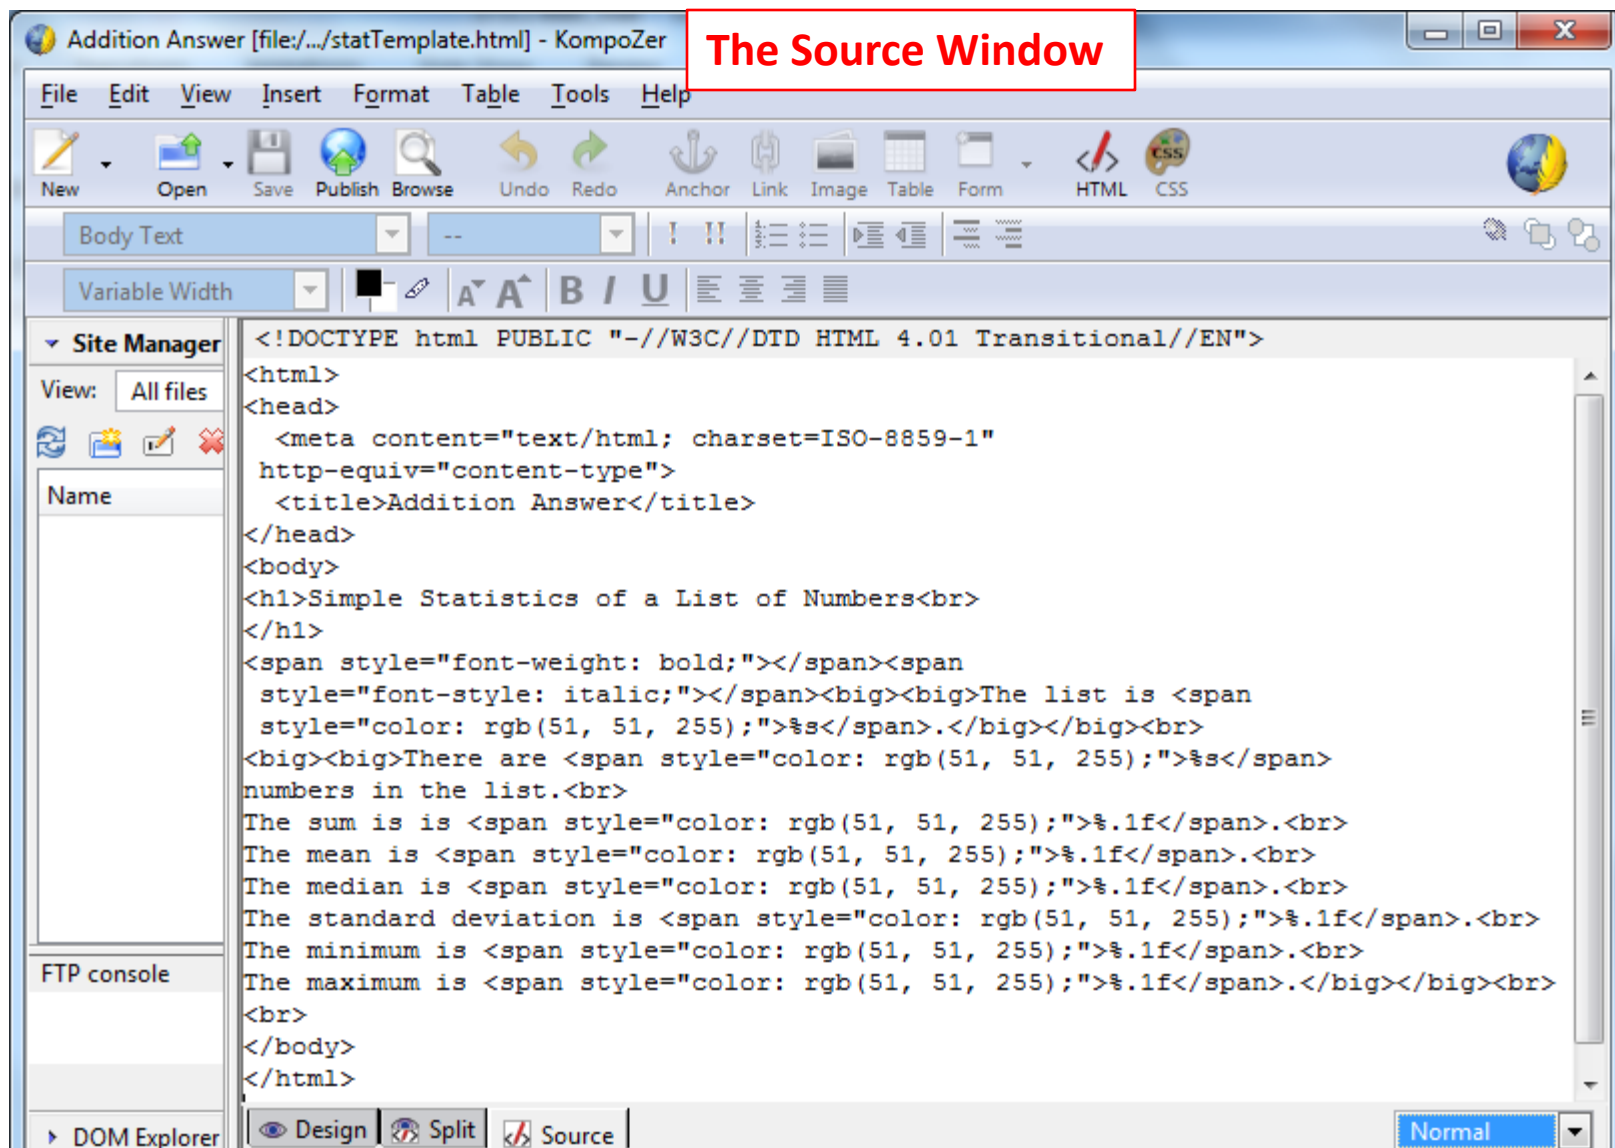 Addition Answer [file:/.../statTemplate.html] - KompoZer
The Source Window
File Edit View Insert Format Table Tools Help
New Open Save Publish Browse Undo Redo Anchor Link Image Table Form HTML CSS
Body Text --
Variable Width
Site Manager
View: All files
Name
FTP console
DOM Explorer
<!DOCTYPE html PUBLIC "-//W3C//DTD HTML 4.01 Transitional//EN">
<html>
<head>
  <meta content="text/html; charset=ISO-8859-1"
 http-equiv="content-type">
  <title>Addition Answer</title>
</head>
<body>
<h1>Simple Statistics of a List of Numbers<br>
</h1>
<span style="font-weight: bold;"></span><span
 style="font-style: italic;"></span><big><big>The list is <span
 style="color: rgb(51, 51, 255);">%s</span>.</big></big><br>
<big><big>There are <span style="color: rgb(51, 51, 255);">%s</span>
numbers in the list.<br>
The sum is is <span style="color: rgb(51, 51, 255);">%.1f</span>.<br>
The mean is <span style="color: rgb(51, 51, 255);">%.1f</span>.<br>
The median is <span style="color: rgb(51, 51, 255);">%.1f</span>.<br>
The standard deviation is <span style="color: rgb(51, 51, 255);">%.1f</span>.<br>
The minimum is <span style="color: rgb(51, 51, 255);">%.1f</span>.<br>
The maximum is <span style="color: rgb(51, 51, 255);">%.1f</span>.</big></big><br>
<br>
</body>
</html>
Design Split Source
Normal